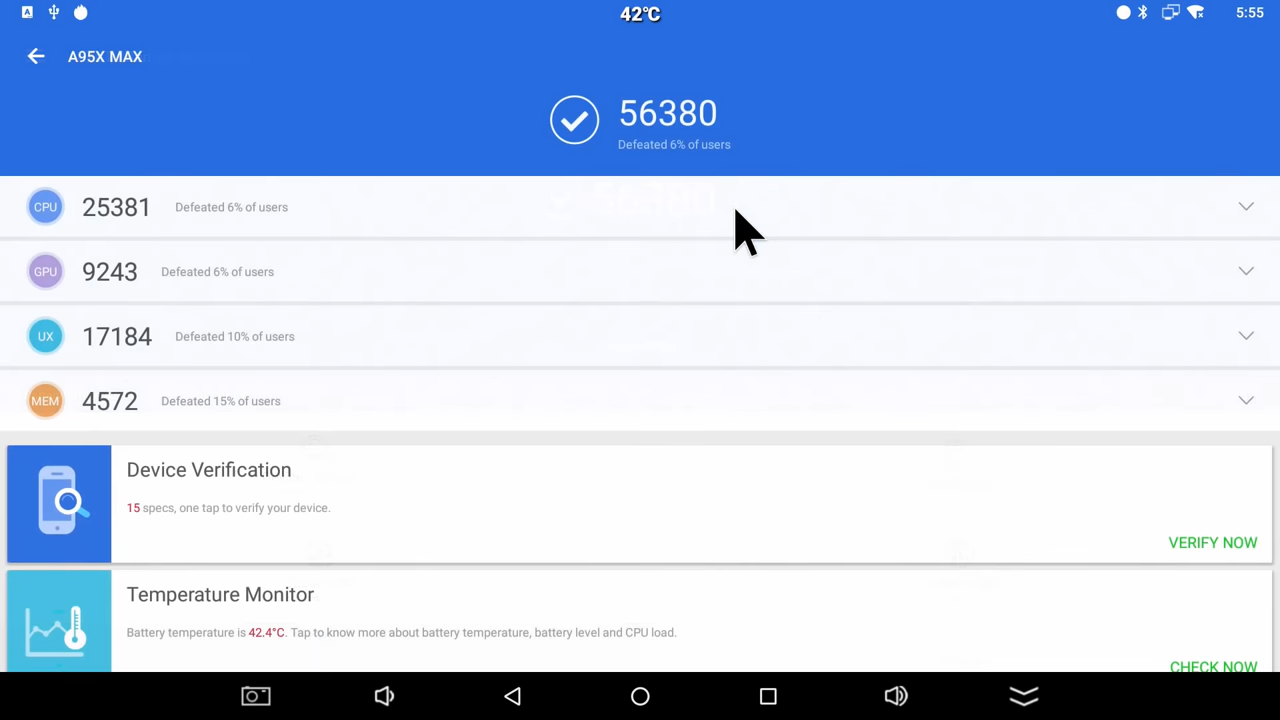 42℃
5:55
A95X MAX
56380
Defeated 6% of users
CPU 25381 Defeated 6% of users
GPU 9243 Defeated 6% of users
UX 17184 Defeated 10% of users
MEM 4572 Defeated 15% of users
Device Verification
15 specs, one tap to verify your device.
VERIFY NOW
Temperature Monitor
Battery temperature is 42.4°C. Tap to know more about battery temperature, battery level and CPU load.
CHECK NOW